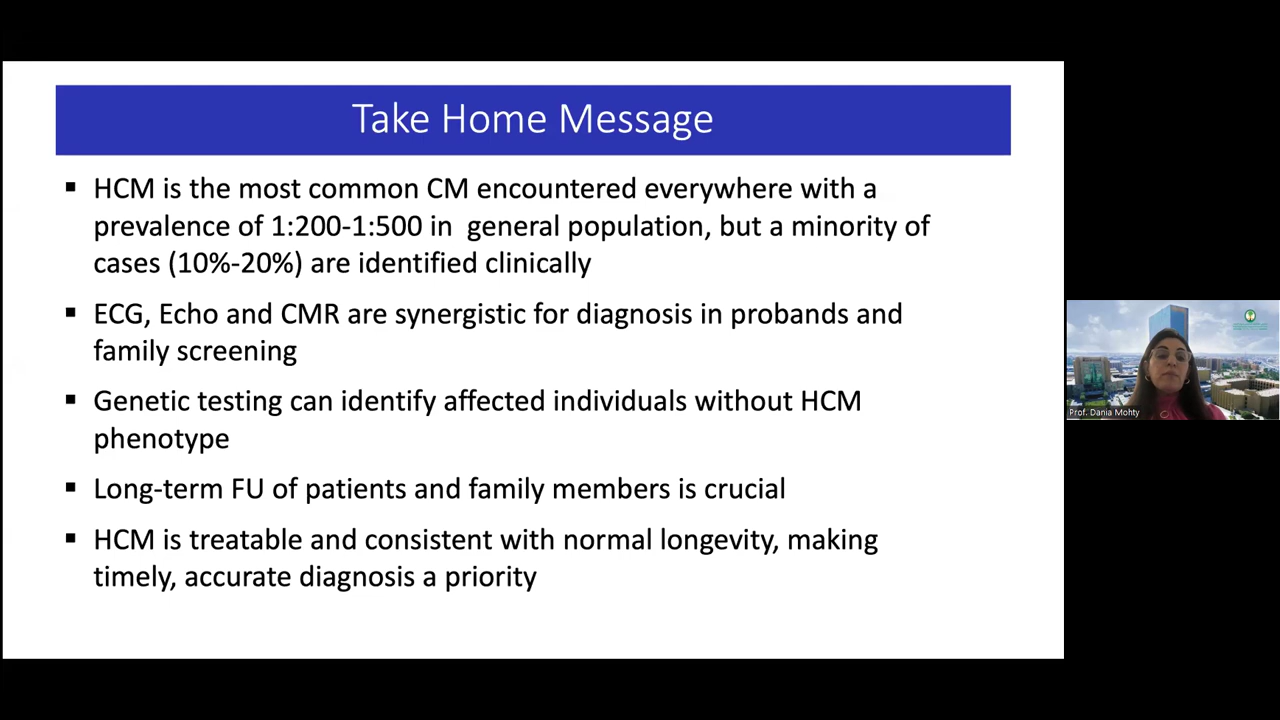 Take Home Message
▪ HCM is the most common CM encountered everywhere with a
prevalence of 1:200-1:500 in  general population, but a minority of
cases (10%-20%) are identified clinically
▪ ECG, Echo and CMR are synergistic for diagnosis in probands and
family screening
▪ Genetic testing can identify affected individuals without HCM
phenotype
▪ Long-term FU of patients and family members is crucial
▪ HCM is treatable and consistent with normal longevity, making
timely, accurate diagnosis a priority
Prof. Dania Mohty